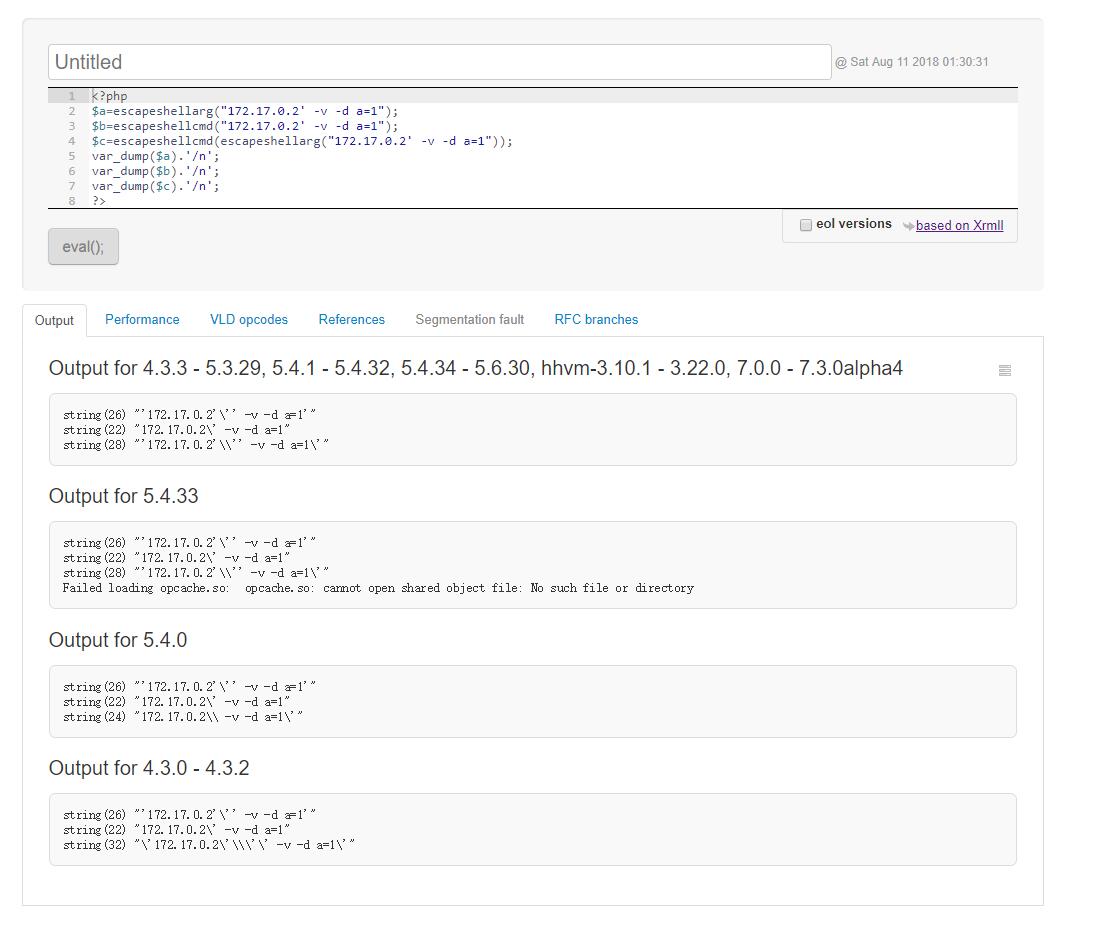 Untitled
@ Sat Aug 11 2018 01:30:31
1 <?php
2 $a=escapeshellarg("172.17.0.2' -v -d a=1");
3 $b=escapeshellcmd("172.17.0.2' -v -d a=1");
4 $c=escapeshellcmd(escapeshellarg("172.17.0.2' -v -d a=1"));
5 var_dump($a).'/n';
6 var_dump($b).'/n';
7 var_dump($c).'/n';
8 ?>
eol versions based on Xrmll
eval();
Output Performance VLD opcodes References Segmentation fault RFC branches
Output for 4.3.3 - 5.3.29, 5.4.1 - 5.4.32, 5.4.34 - 5.6.30, hhvm-3.10.1 - 3.22.0, 7.0.0 - 7.3.0alpha4
string(26) "'172.17.0.2'\'' -v -d a=1'"
string(22) "172.17.0.2\' -v -d a=1"
string(28) "'172.17.0.2'\\'' -v -d a=1\'"
Output for 5.4.33
string(26) "'172.17.0.2'\'' -v -d a=1'"
string(22) "172.17.0.2\' -v -d a=1"
string(28) "'172.17.0.2'\\'' -v -d a=1\'"
Failed loading opcache.so:  opcache.so: cannot open shared object file: No such file or directory
Output for 5.4.0
string(26) "'172.17.0.2'\'' -v -d a=1'"
string(22) "172.17.0.2\' -v -d a=1"
string(24) "172.17.0.2\\ -v -d a=1\'"
Output for 4.3.0 - 4.3.2
string(26) "'172.17.0.2'\'' -v -d a=1'"
string(22) "172.17.0.2\' -v -d a=1"
string(32) "\'172.17.0.2\'\\\'\' -v -d a=1\'"